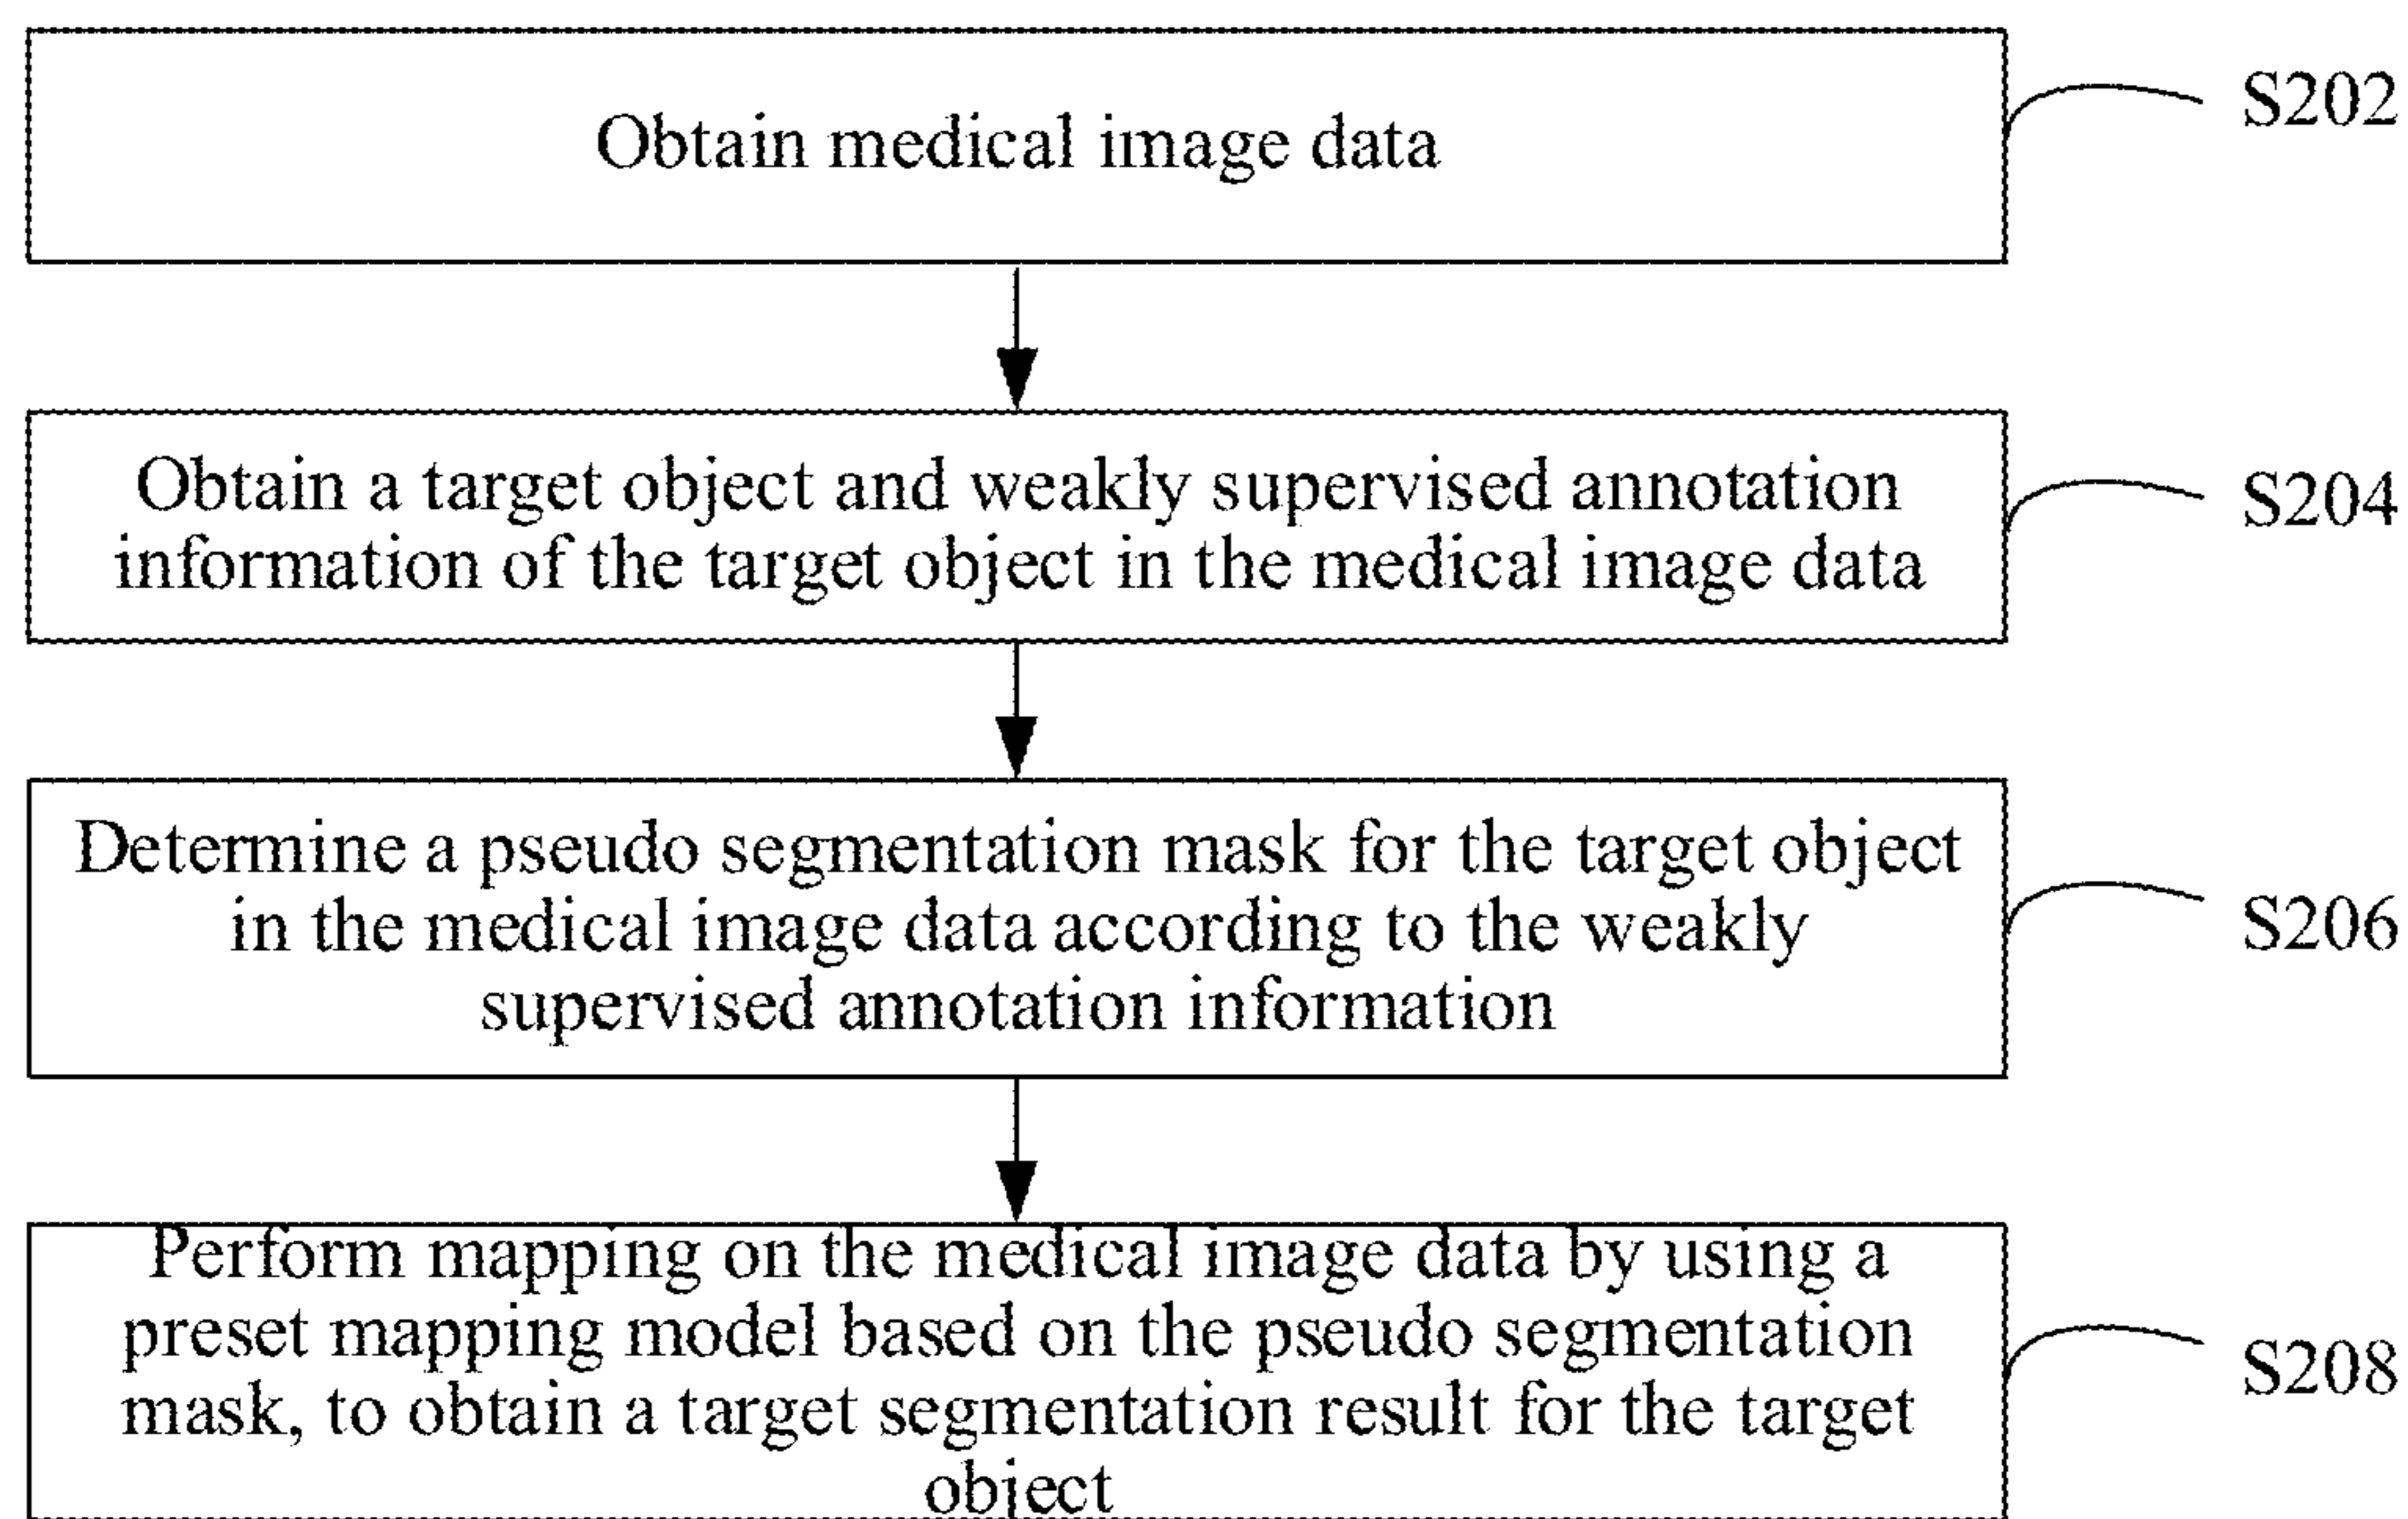 Obtain medical image data
S202
Obtain a target object and weakly supervised annotation
information of the target object in the medical image data
S204
Determine a pseudo segmentation mask for the target object
in the medical image data according to the weakly
supervised annotation information
S206
Perform mapping on the medical image data by using a
preset mapping model based on the pseudo segmentation
mask, to obtain a target segmentation result for the target
object
S208